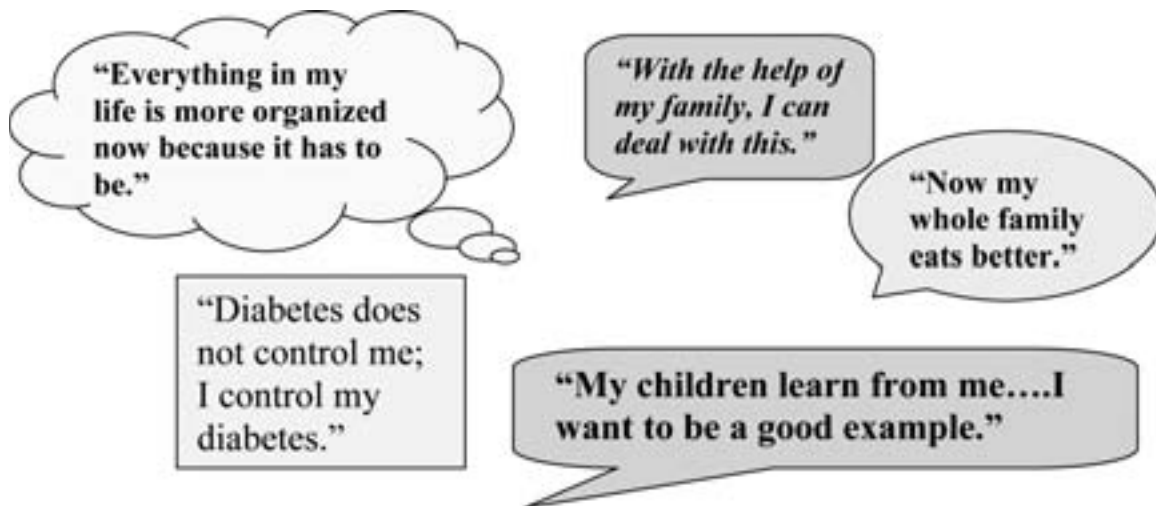 “Everything in my
life is more organized
now because it has to
be.”
“With the help of
my family, I can
deal with this.”
“Now my
whole family
eats better.”
“Diabetes does
not control me;
I control my
diabetes.”
“My children learn from me….I
want to be a good example.”